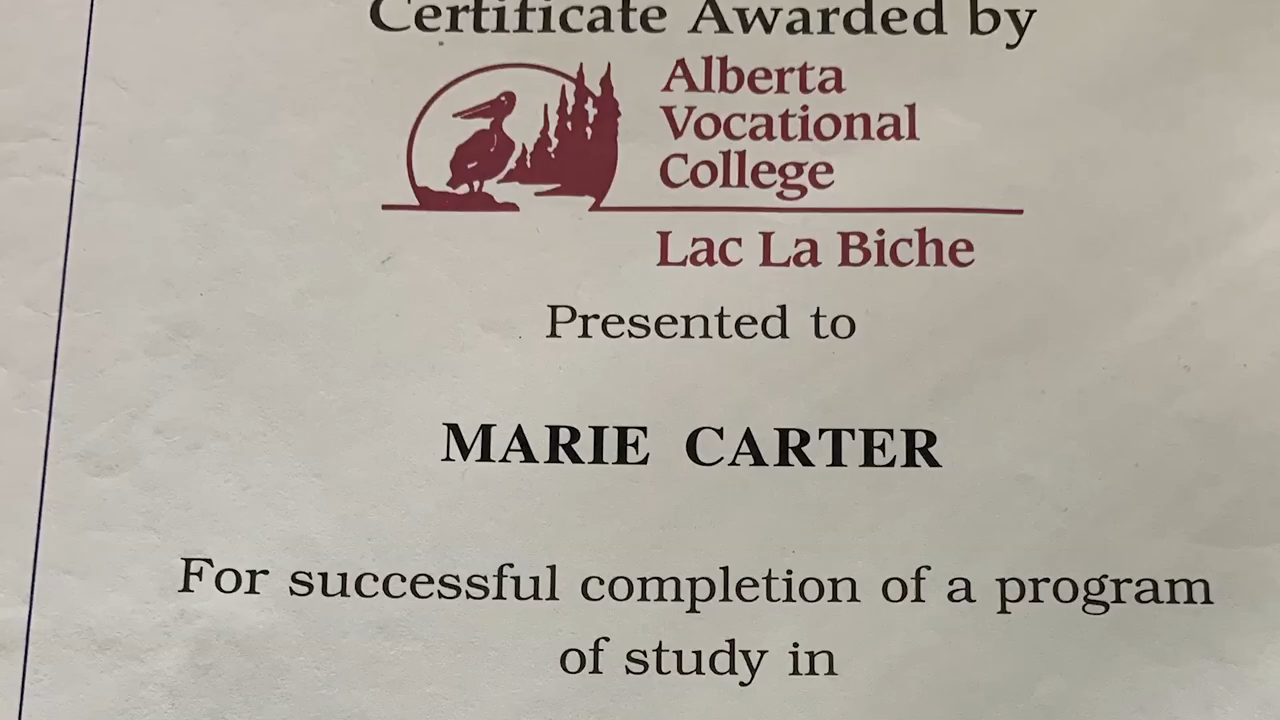 Certificate Awarded by
Alberta
Vocational
College
Lac La Biche
Presented to
MARIE CARTER
For successful completion of a program
of study in